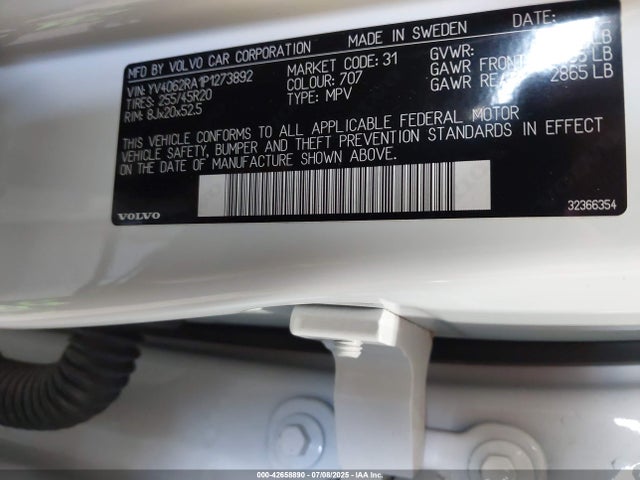 MFD BY VOLVO CAR CORPORATION MADE IN SWEDEN DATE:
VIN: YV4062RA1P1273892 MARKET CODE: 31 GVWR: LB
TIRES: 255/45R20 COLOUR: 707 GAWR FRONT LB
RIM: 8Jx20x52.5 TYPE: MPV GAWR 2865 LB
THIS VEHICLE CONFORMS TO ALL APPLICABLE FEDERAL MOTOR
VEHICLE SAFETY, BUMPER AND THEFT PREVENTION STANDARDS IN EFFECT
ON THE DATE OF MANUFACTURE SHOWN ABOVE.
VOLVO 32366354
000-42658890 - 07/08/2025 - IAA Inc.